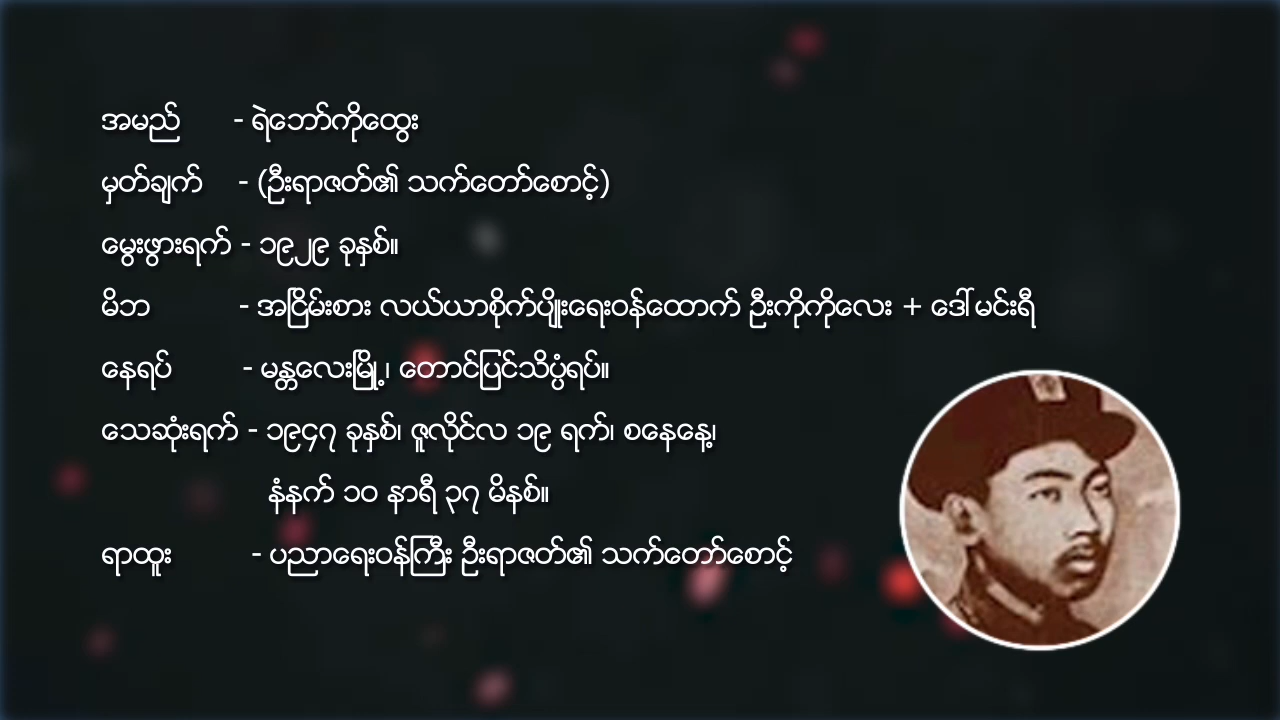 အမည် - ရဲဘော်ကိုထွေး
မှတ်ချက် - (ဦးရာဇတ်၏ သက်တော်စောင့်)
မွေးဖွားရက် - ၁၉၂၉ ခုနှစ်။
မိဘ - အငြိမ်းစား လယ်ယာစိုက်ပျိုးရေးဝန်ထောက် ဦးကိုကိုလေး + ဒေါ်မင်းရီ
နေရပ် - မန္တလေးမြို့၊ တောင်ပြင်သိပ္ပံရပ်။
သေဆုံးရက် - ၁၉၄၇ ခုနှစ်၊ ဇူလိုင်လ ၁၉ ရက်၊ စနေနေ့၊
နံနက် ၁၀ နာရီ ၃၇ မိနစ်။
ရာထူး - ပညာရေးဝန်ကြီး ဦးရာဇတ်၏ သက်တော်စောင့်